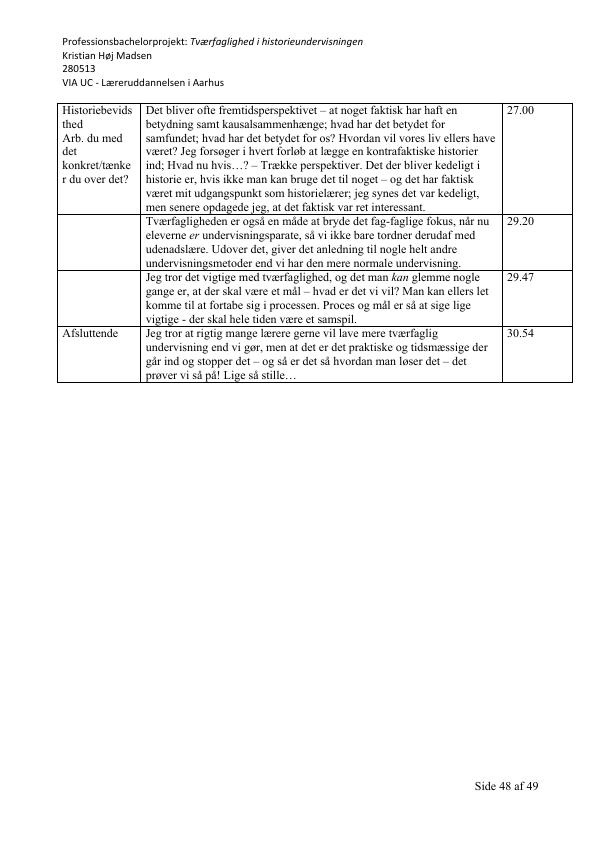 Professionsbachelorprojekt: Tværfaglighed i historieundervisningen
Kristian Høj Madsen
280513
VIA UC - Læreruddannelsen i Aarhus
Historiebevids
thed
Arb. du med
det
konkret/tænke
r du over det?
Det bliver ofte fremtidsperspektivet – at noget faktisk har haft en
betydning samt kausalsammenhænge; hvad har det betydet for
samfundet; hvad har det betydet for os? Hvordan vil vores liv ellers have
været? Jeg forsøger i hvert forløb at lægge en kontrafaktiske historier
ind; Hvad nu hvis…? – Trække perspektiver. Det der bliver kedeligt i
historie er, hvis ikke man kan bruge det til noget – og det har faktisk
været mit udgangspunkt som historielærer; jeg synes det var kedeligt,
men senere opdagede jeg, at det faktisk var ret interessant.
27.00
Tværfagligheden er også en måde at bryde det fag-faglige fokus, når nu
eleverne er undervisningsparate, så vi ikke bare tordner derudaf med
udenadslære. Udover det, giver det anledning til nogle helt andre
undervisningsmetoder end vi har den mere normale undervisning.
29.20
Jeg tror det vigtige med tværfaglighed, og det man kan glemme nogle
gange er, at der skal være et mål – hvad er det vi vil? Man kan ellers let
komme til at fortabe sig i processen. Proces og mål er så at sige lige
vigtige - der skal hele tiden være et samspil.
29.47
Afsluttende
Jeg tror at rigtig mange lærere gerne vil lave mere tværfaglig
undervisning end vi gør, men at det er det praktiske og tidsmæssige der
går ind og stopper det – og så er det så hvordan man løser det – det
prøver vi så på! Lige så stille…
30.54
Side 48 af 49